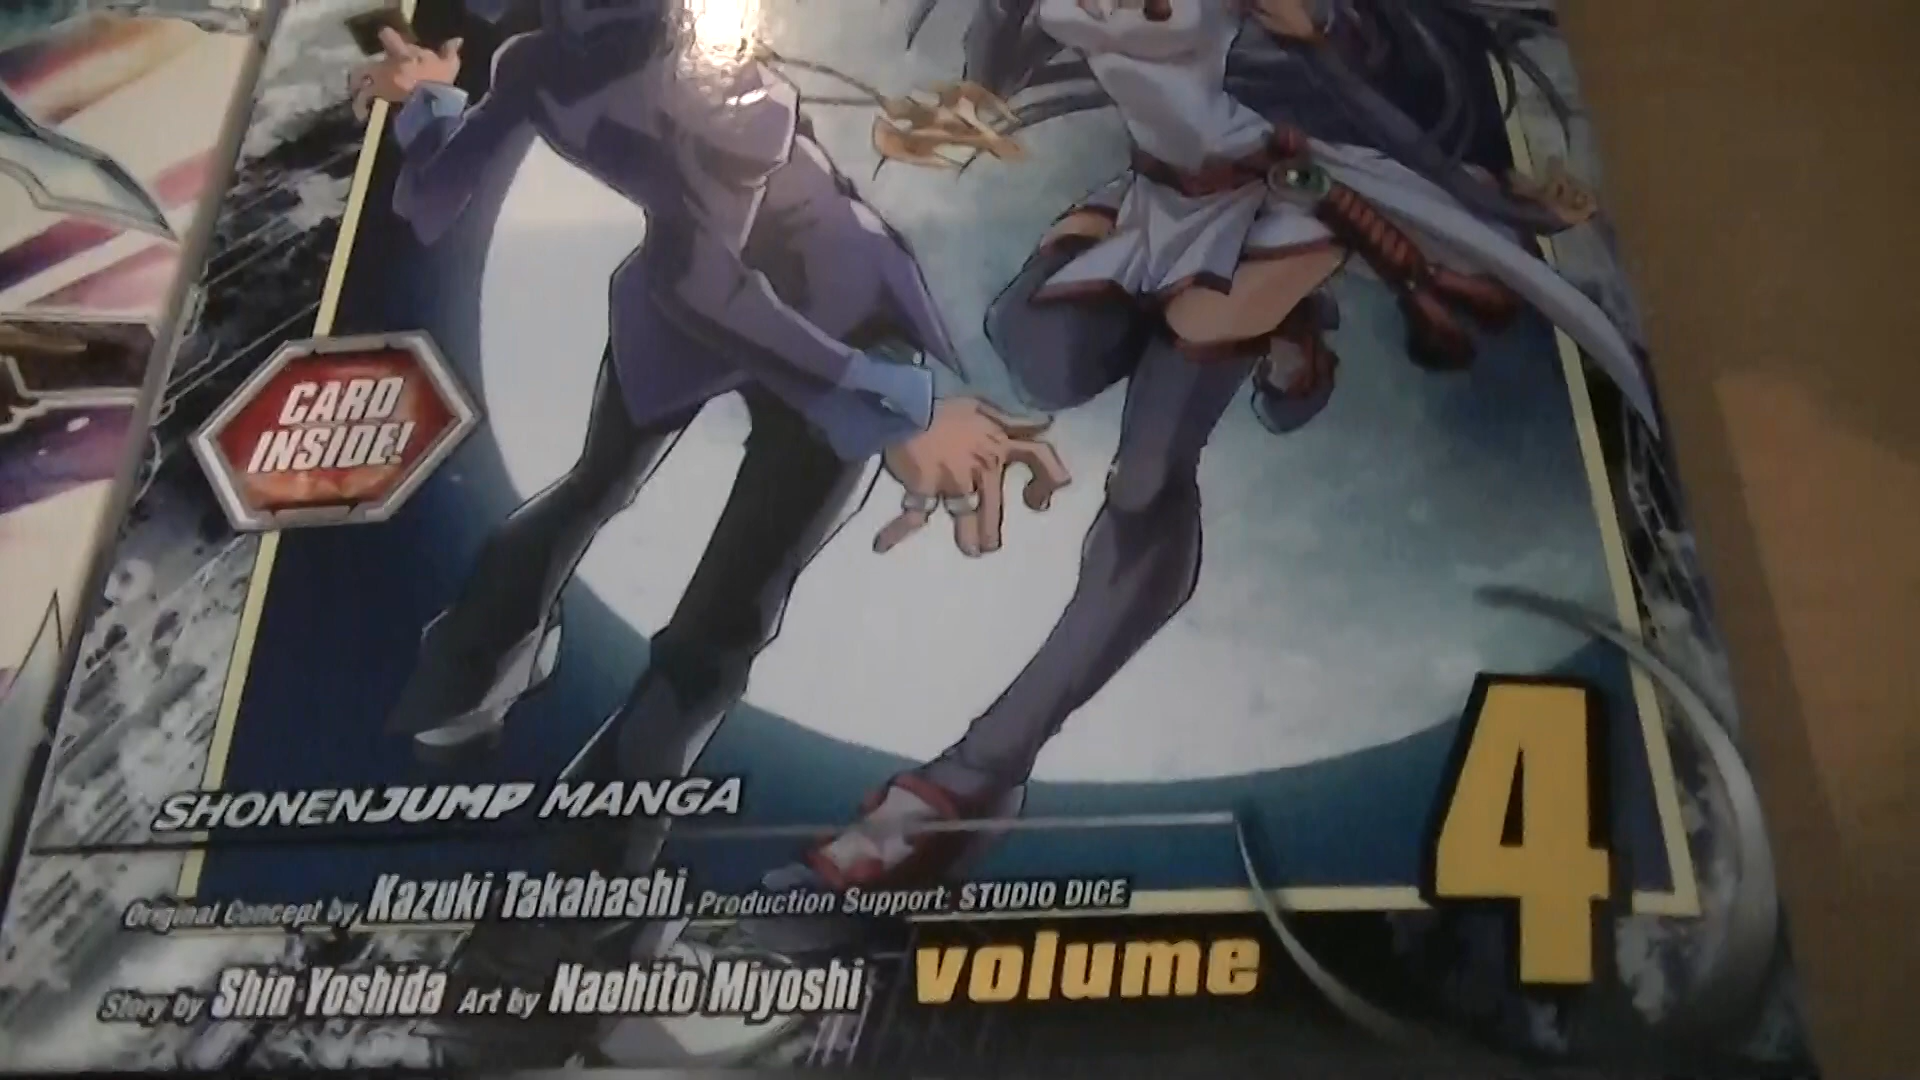 CARD
INSIDE!
SHONEN JUMP MANGA
Original Concept by Kazuki Takahashi. Production Support: STUDIO DICE
Story by Shin Yoshida Art by Naohito Miyoshi
volume 4